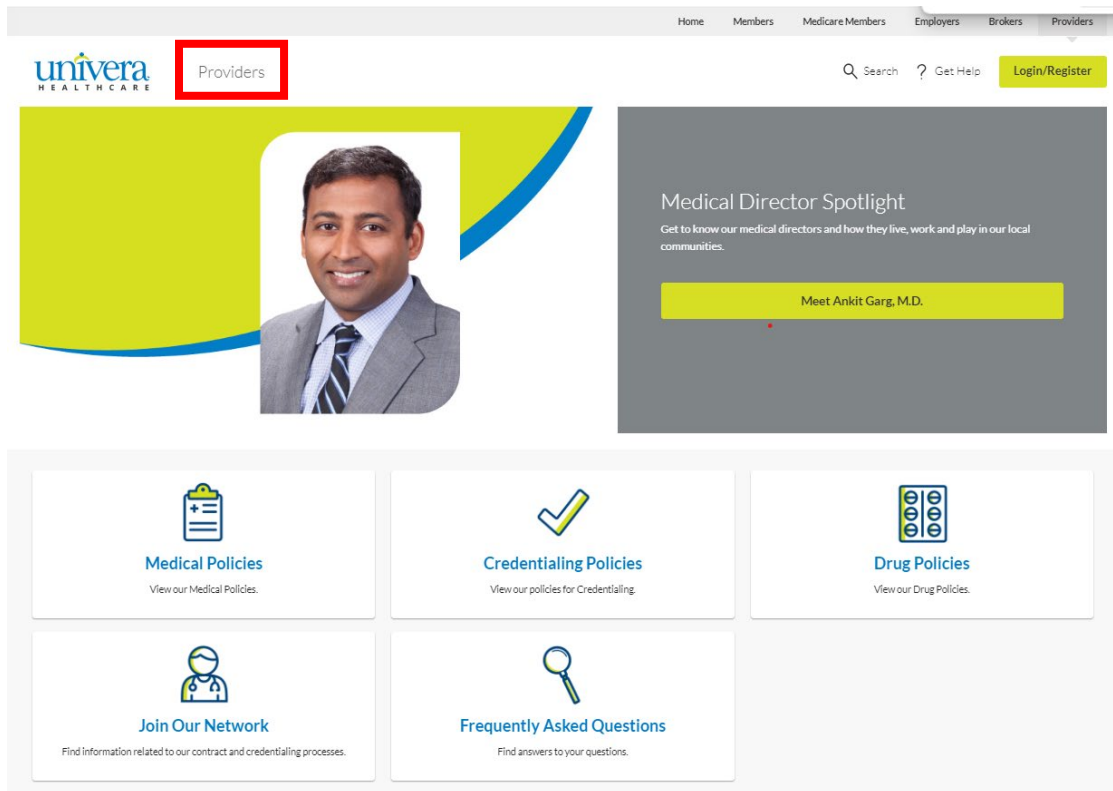 Home Members Medicare Members Employers Brokers Providers
univera
HEALTHCARE
Providers
Search ? Get Help Login/Register
Medical Director Spotlight
Get to know our medical directors and how they live, work and play in our local
communities.
Meet Ankit Garg, M.D.
Medical Policies
View our Medical Policies.
Credentialing Policies
View our policies for Credentialing.
Drug Policies
View our Drug Policies.
Join Our Network
Find information related to our contract and credentialing processes.
Frequently Asked Questions
Find answers to your questions.